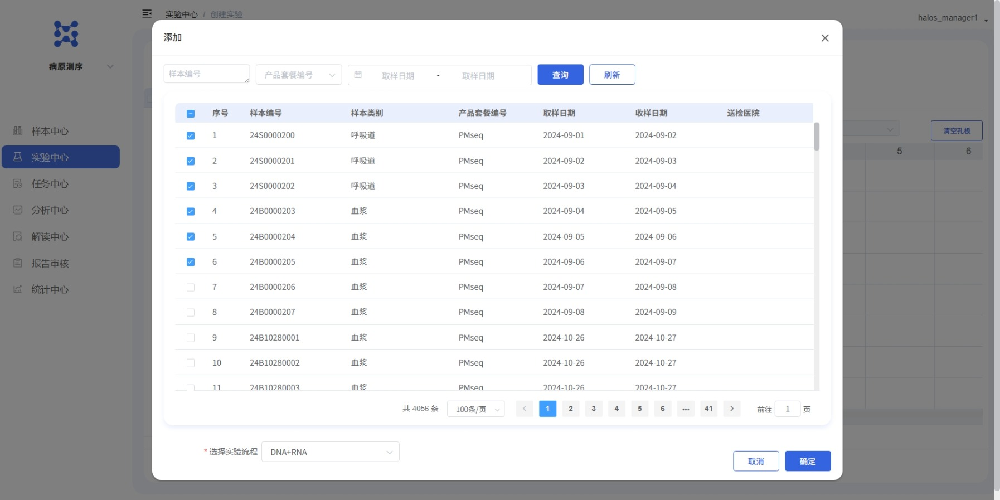 实验中心 / 创建实验
halos_manager1
病原测序
样本中心
实验中心
任务中心
分析中心
解读中心
报告审核
统计中心
添加
样本编号 产品套餐编号 取样日期 - 取样日期 查询 刷新
序号 样本编号 样本类别 产品套餐编号 取样日期 收样日期 送检医院
1 24S0000200 呼吸道 PMseq 2024-09-01 2024-09-02
2 24S0000201 呼吸道 PMseq 2024-09-02 2024-09-03
3 24S0000202 呼吸道 PMseq 2024-09-03 2024-09-04
4 24B0000203 血浆 PMseq 2024-09-04 2024-09-05
5 24B0000204 血浆 PMseq 2024-09-05 2024-09-06
6 24B0000205 血浆 PMseq 2024-09-06 2024-09-07
7 24B0000206 血浆 PMseq 2024-09-07 2024-09-08
8 24B0000207 血浆 PMseq 2024-09-08 2024-09-09
9 24B10280001 血浆 PMseq 2024-10-26 2024-10-27
10 24B10280002 血浆 PMseq 2024-10-26 2024-10-27
11 24B10280003 血浆 PMseq 2024-10-26 2024-10-27
共 4056 条 100条/页 1 2 3 4 5 6 ... 41 前往 1 页
* 选择实验流程 DNA+RNA
取消 确定
清空孔板
5 6